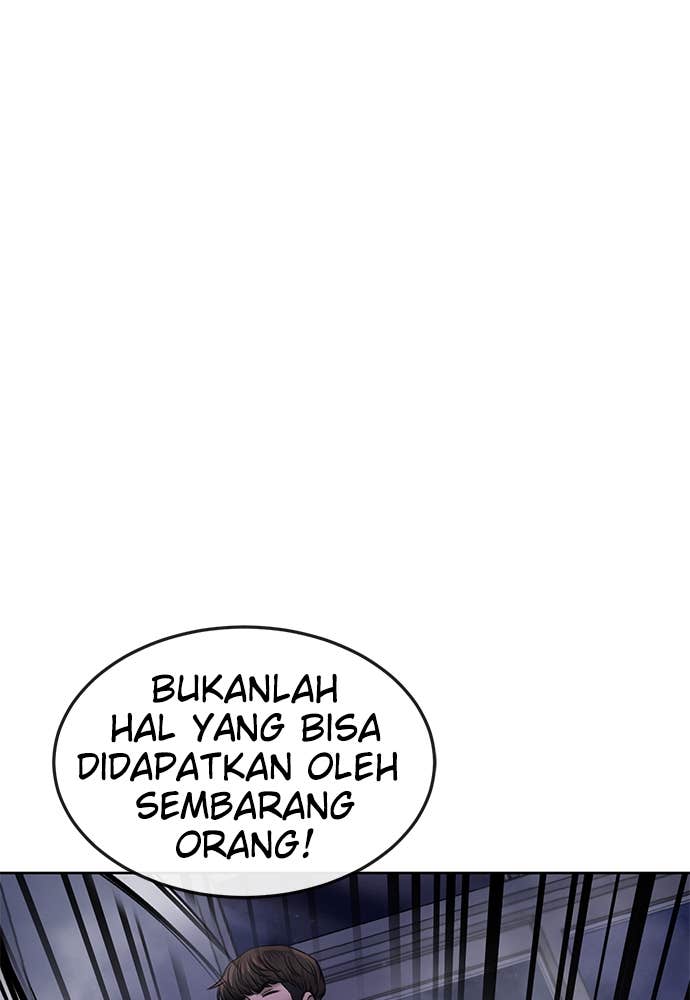 BUKANLAH
HAL YANG BISA
DIDAPATKAN OLEH
SEMBARANG
ORANG!